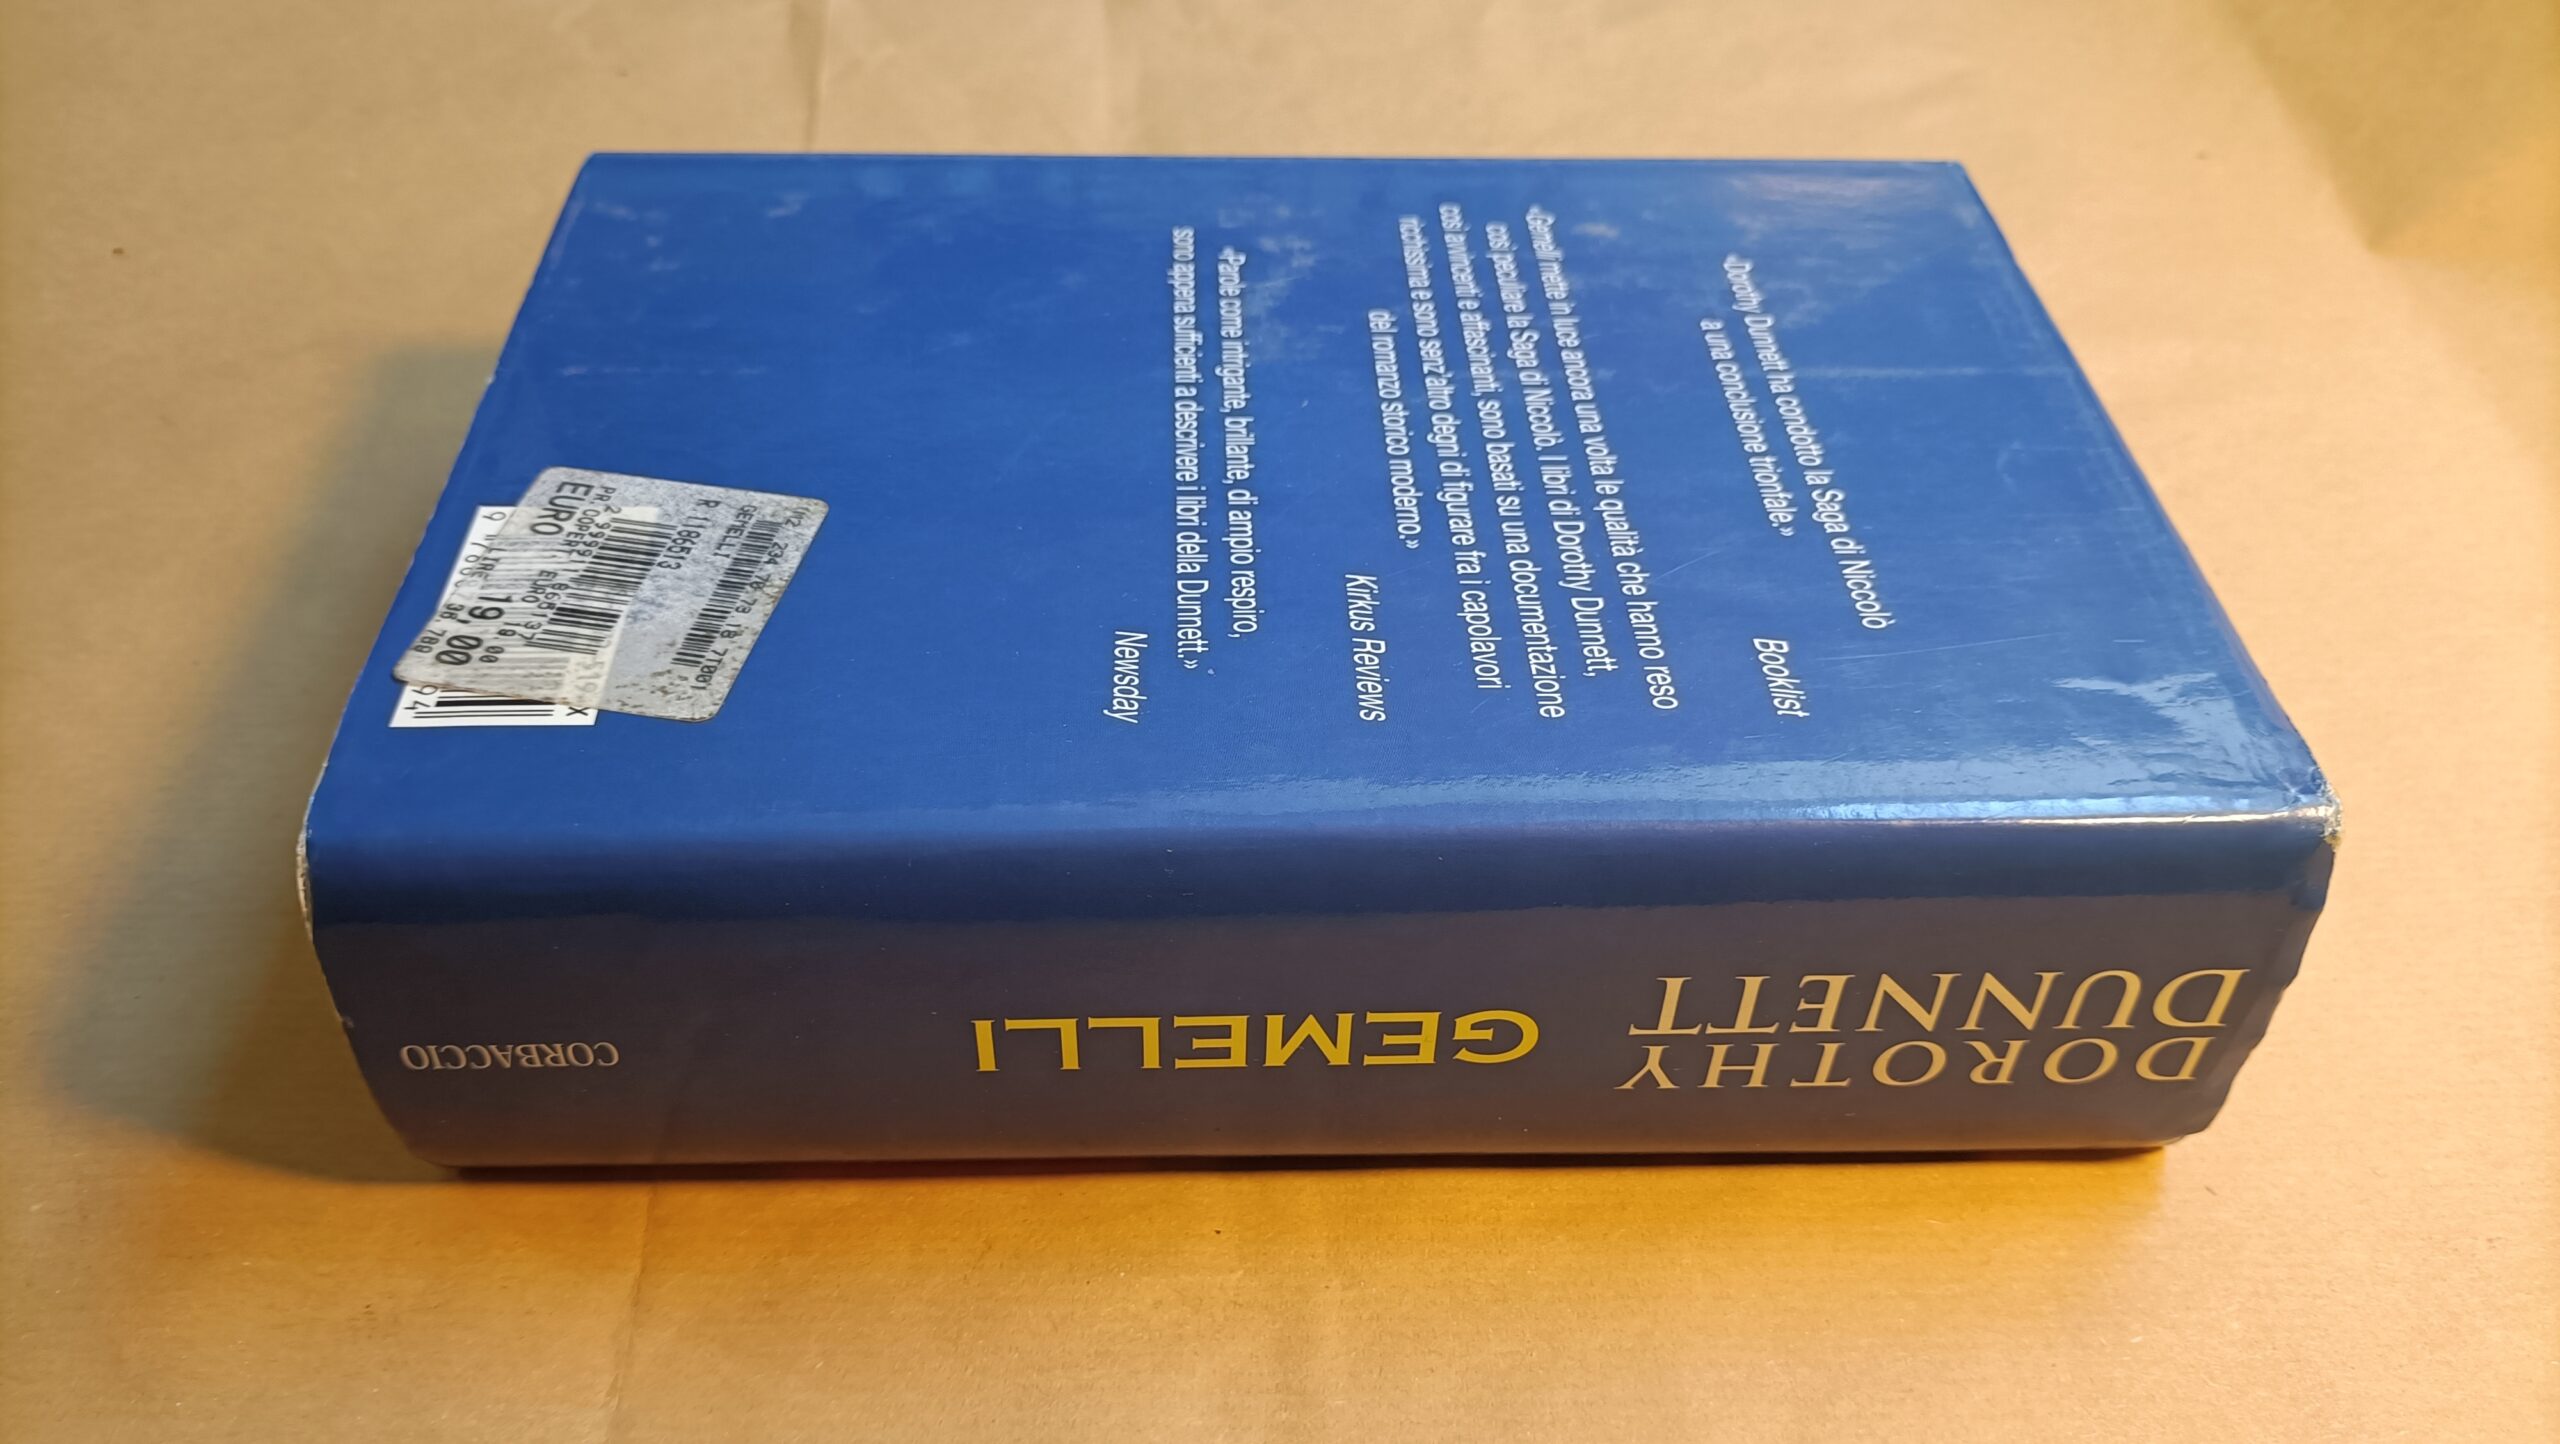 «Dorothy Dunnett ha condotto la Saga di Niccolò
a una conclusione trionfale.»
Booklist
«Gemelli mette in luce ancora una volta le qualità che hanno reso
così peculiare la Saga di Niccolò. I libri di Dorothy Dunnett,
così avvincenti e affascinanti, sono basati su una documentazione
ricchissima e sono senz'altro degni di figurare fra i capolavori
del romanzo storico moderno.»
Kirkus Reviews
«Parole come intrigante, brillante, di ampio respiro,
sono appena sufficienti a descrivere i libri della Dunnett.»
Newsday
GEMELLI
R 1186513
EURO 19,00
DOROTHY
DUNNETT
GEMELLI
CORBACCIO